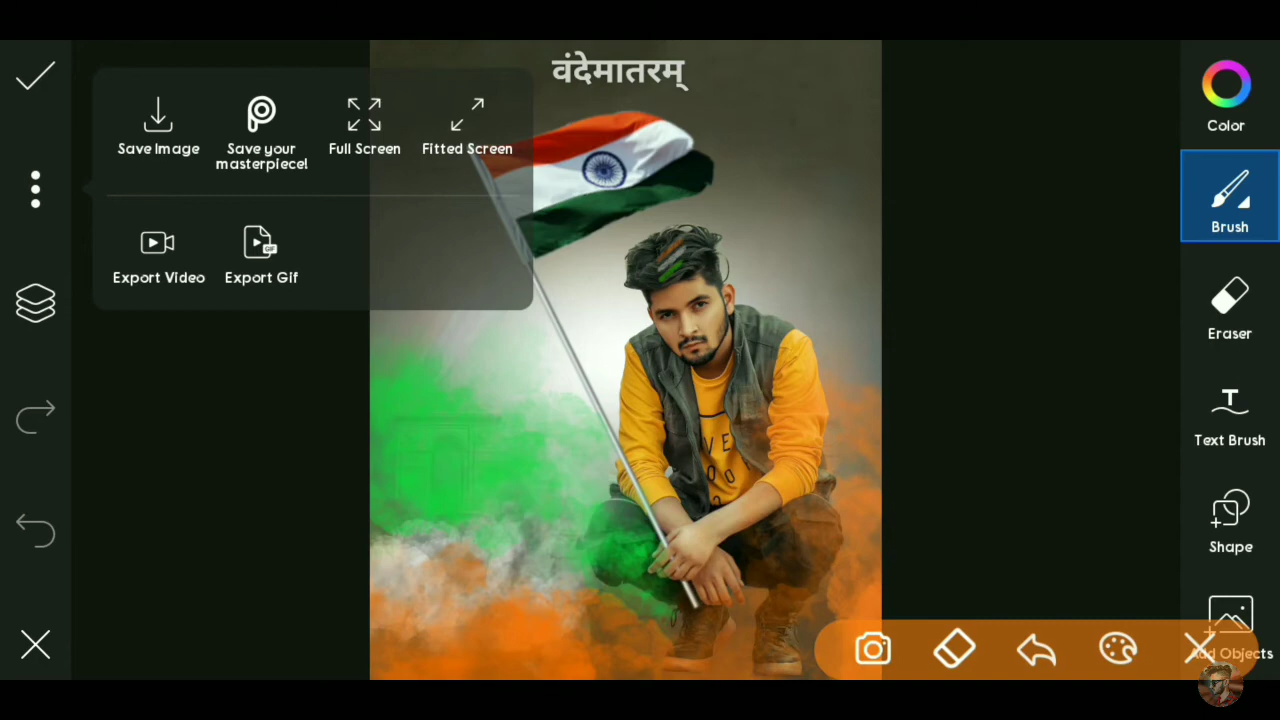 वंदेमातरम्
Save Image
Save your
masterpiece!
Full Screen
Fitted Screen
Export Video
Export Gif
GIF
Color
Brush
Eraser
T
Text Brush
Shape
Add Objects